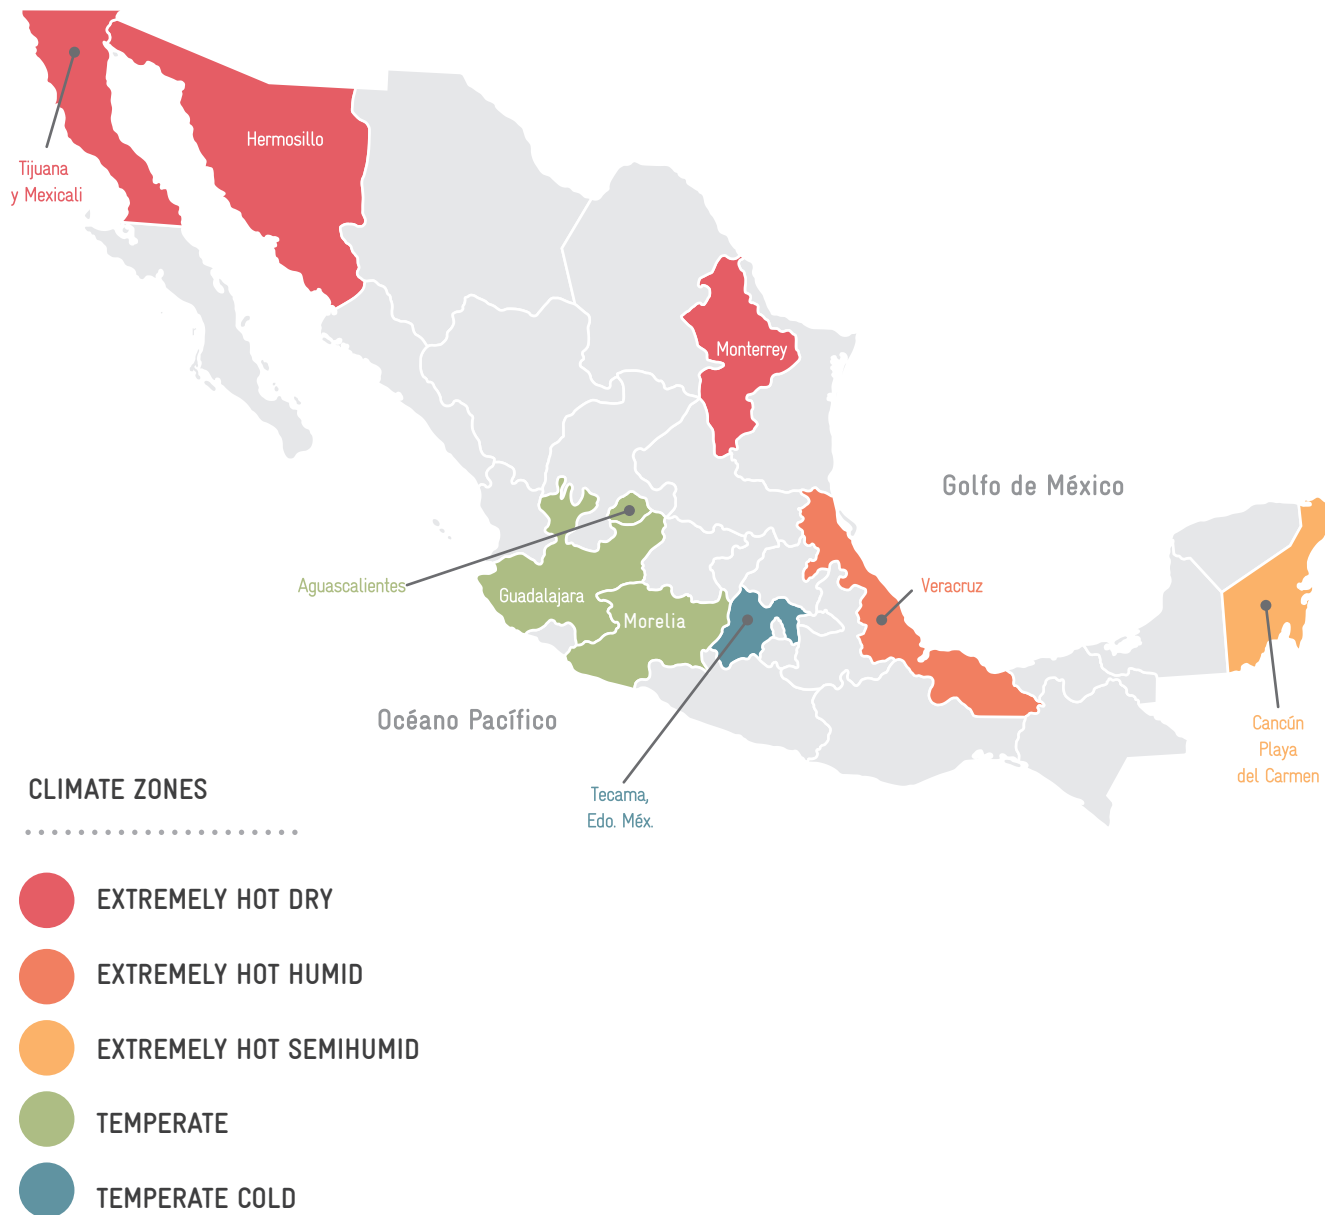 Hermosillo
Tijuana
y Mexicali
Monterrey
Golfo de México
Aguascalientes
Guadalajara
Morelia
Veracruz
Océano Pacífico
Cancún
Playa
del Carmen
Tecama,
Edo. Méx.
CLIMATE ZONES
EXTREMELY HOT DRY
EXTREMELY HOT HUMID
EXTREMELY HOT SEMIHUMID
TEMPERATE
TEMPERATE COLD